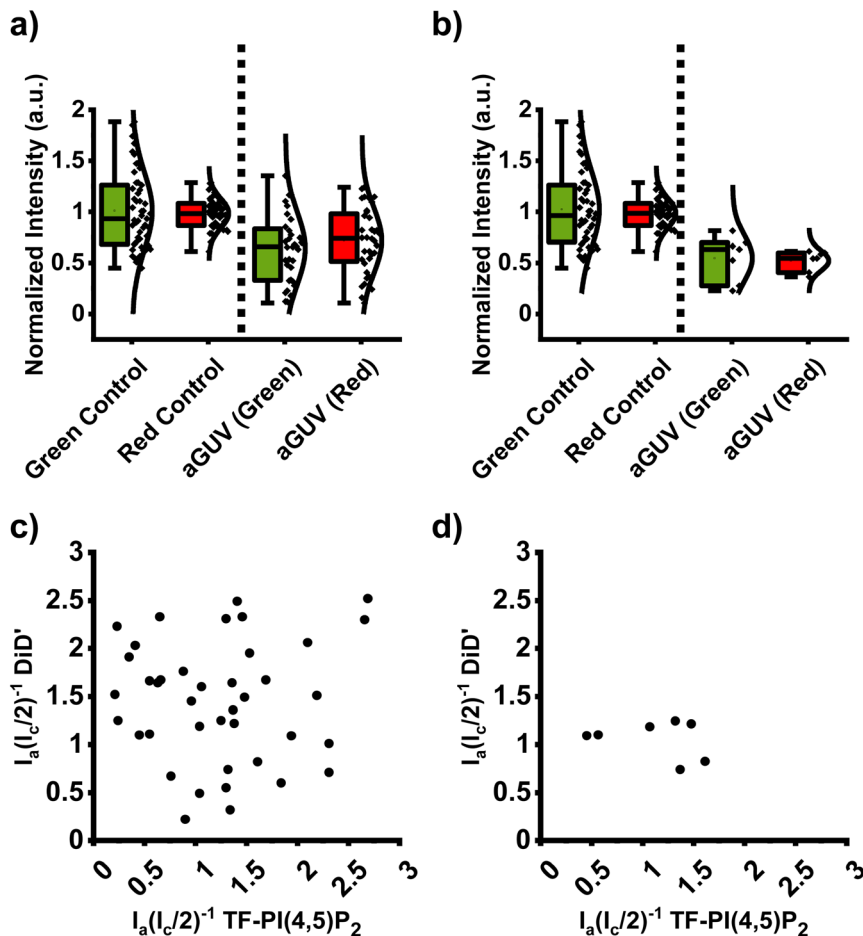 a)
Normalized Intensity (a.u.)
2
1.5
1
0.5
0
Green Control
Red Control
aGUV (Green)
aGUV (Red)
b)
Normalized Intensity (a.u.)
2
1.5
1
0.5
0
Green Control
Red Control
aGUV (Green)
aGUV (Red)
c)
Iₐ(I꜀/2)⁻¹ DiD'
3
2.5
2
1.5
1
0.5
0
0 0.5 1 1.5 2 2.5 3
Iₐ(I꜀/2)⁻¹ TF-PI(4,5)P₂
d)
Iₐ(I꜀/2)⁻¹ DiD'
3
2.5
2
1.5
1
0.5
0
0 0.5 1 1.5 2 2.5 3
Iₐ(I꜀/2)⁻¹ TF-PI(4,5)P₂